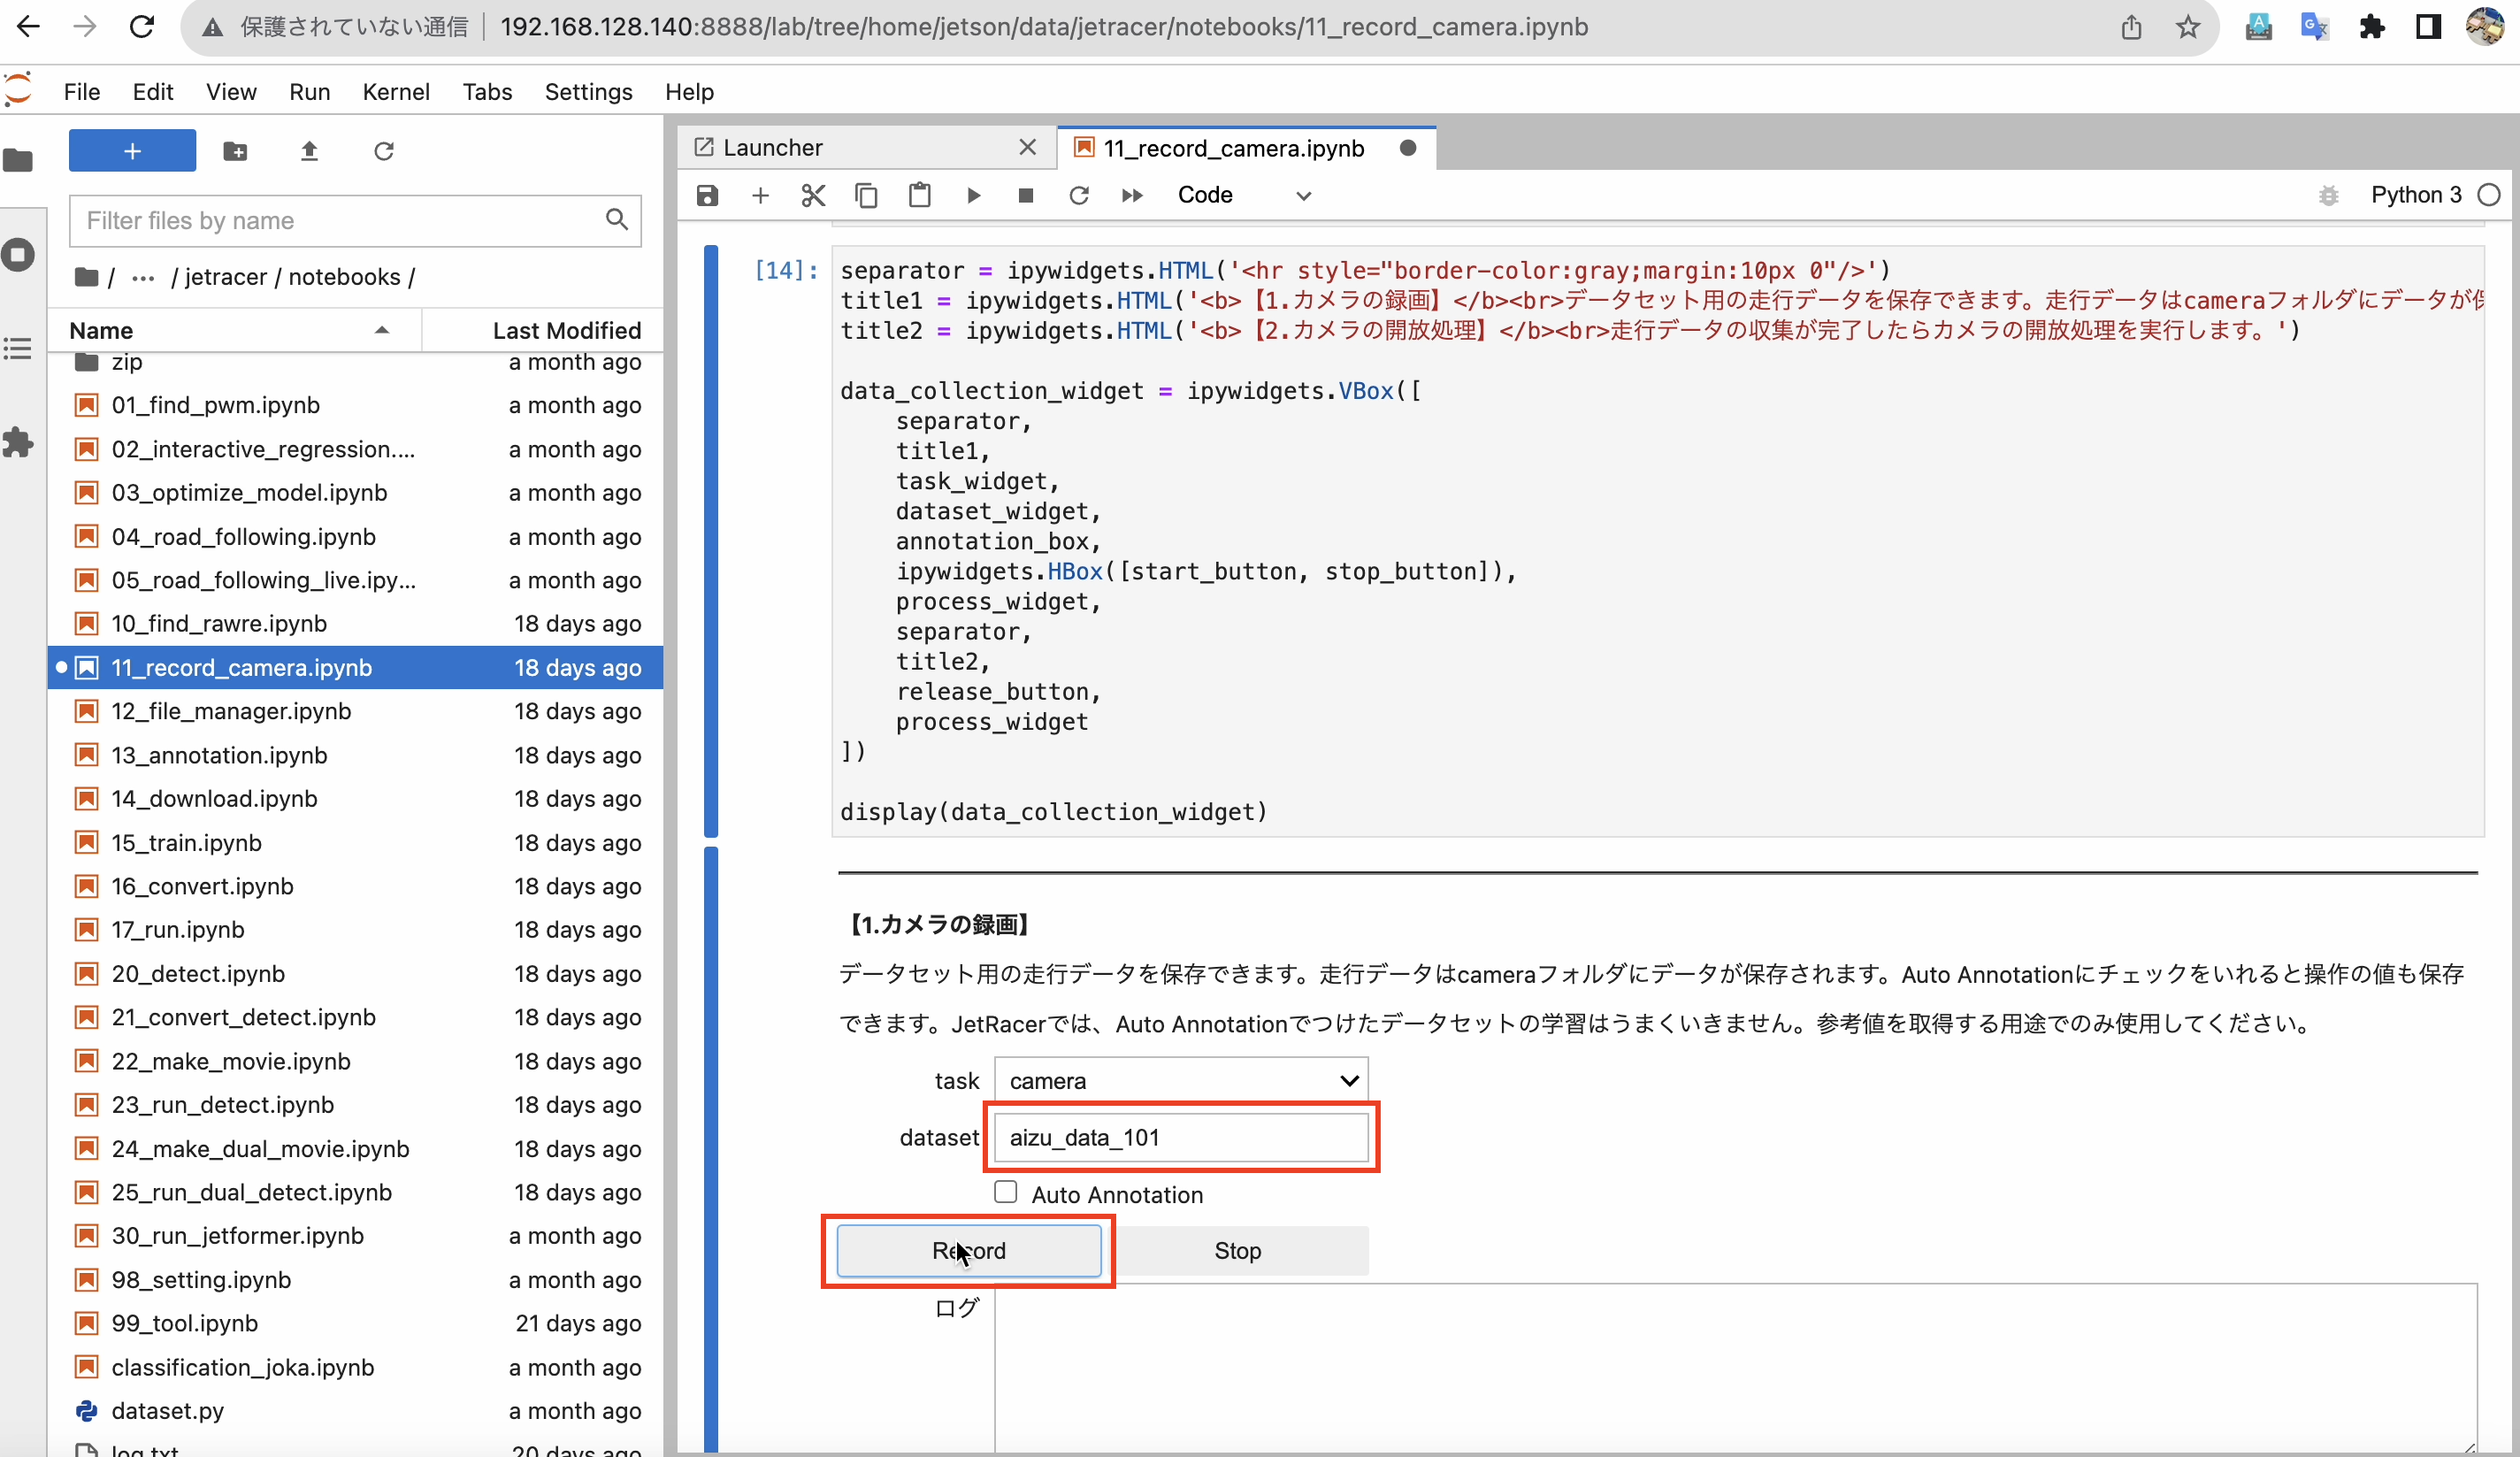 保護されていない通信 192.168.128.140:8888/lab/tree/home/jetson/data/jetracer/notebooks/11_record_camera.ipynb
File Edit View Run Kernel Tabs Settings Help
+
Filter files by name
/ ··· / jetracer / notebooks /
Name Last Modified
zip a month ago
01_find_pwm.ipynb a month ago
02_interactive_regression.... a month ago
03_optimize_model.ipynb a month ago
04_road_following.ipynb a month ago
05_road_following_live.ipy... a month ago
10_find_rawre.ipynb 18 days ago
11_record_camera.ipynb 18 days ago
12_file_manager.ipynb 18 days ago
13_annotation.ipynb 18 days ago
14_download.ipynb 18 days ago
15_train.ipynb 18 days ago
16_convert.ipynb 18 days ago
17_run.ipynb 18 days ago
20_detect.ipynb 18 days ago
21_convert_detect.ipynb 18 days ago
22_make_movie.ipynb 18 days ago
23_run_detect.ipynb 18 days ago
24_make_dual_movie.ipynb 18 days ago
25_run_dual_detect.ipynb 18 days ago
30_run_jetformer.ipynb a month ago
98_setting.ipynb a month ago
99_tool.ipynb 21 days ago
classification_joka.ipynb a month ago
dataset.py a month ago
log.txt 20 days ago
Launcher 11_record_camera.ipynb
Code Python 3
[14]: separator = ipywidgets.HTML('<hr style="border-color:gray;margin:10px 0"/>')
title1 = ipywidgets.HTML('<b>【1.カメラの録画】</b><br>データセット用の走行データを保存できます。走行データはcameraフォルダにデータが保
title2 = ipywidgets.HTML('<b>【2.カメラの開放処理】</b><br>走行データの収集が完了したらカメラの開放処理を実行します。')
data_collection_widget = ipywidgets.VBox([
separator,
title1,
task_widget,
dataset_widget,
annotation_box,
ipywidgets.HBox([start_button, stop_button]),
process_widget,
separator,
title2,
release_button,
process_widget
])
display(data_collection_widget)
【1.カメラの録画】
データセット用の走行データを保存できます。走行データはcameraフォルダにデータが保存されます。Auto Annotationにチェックをいれると操作の値も保存
できます。JetRacerでは、Auto Annotationでつけたデータセットの学習はうまくいきません。参考値を取得する用途でのみ使用してください。
task camera
dataset aizu_data_101
Auto Annotation
Record Stop
ログ